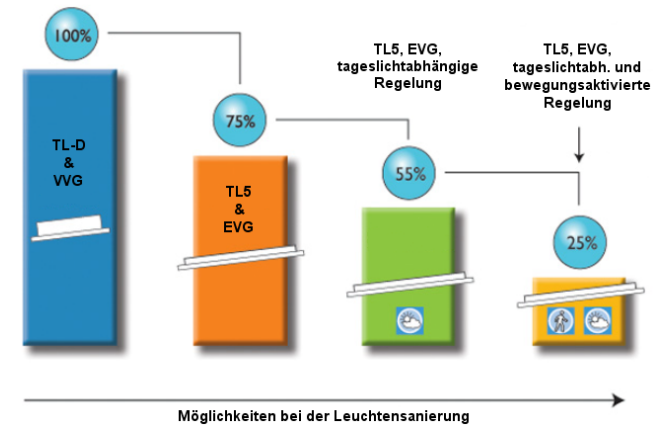 100%
TL-D
&
VVG
75%
TL5
&
EVG
TL5, EVG,
tageslichtabhängige
Regelung
55%
TL5, EVG,
tageslichtabh. und
bewegungsaktivierte
Regelung
25%
Möglichkeiten bei der Leuchtensanierung